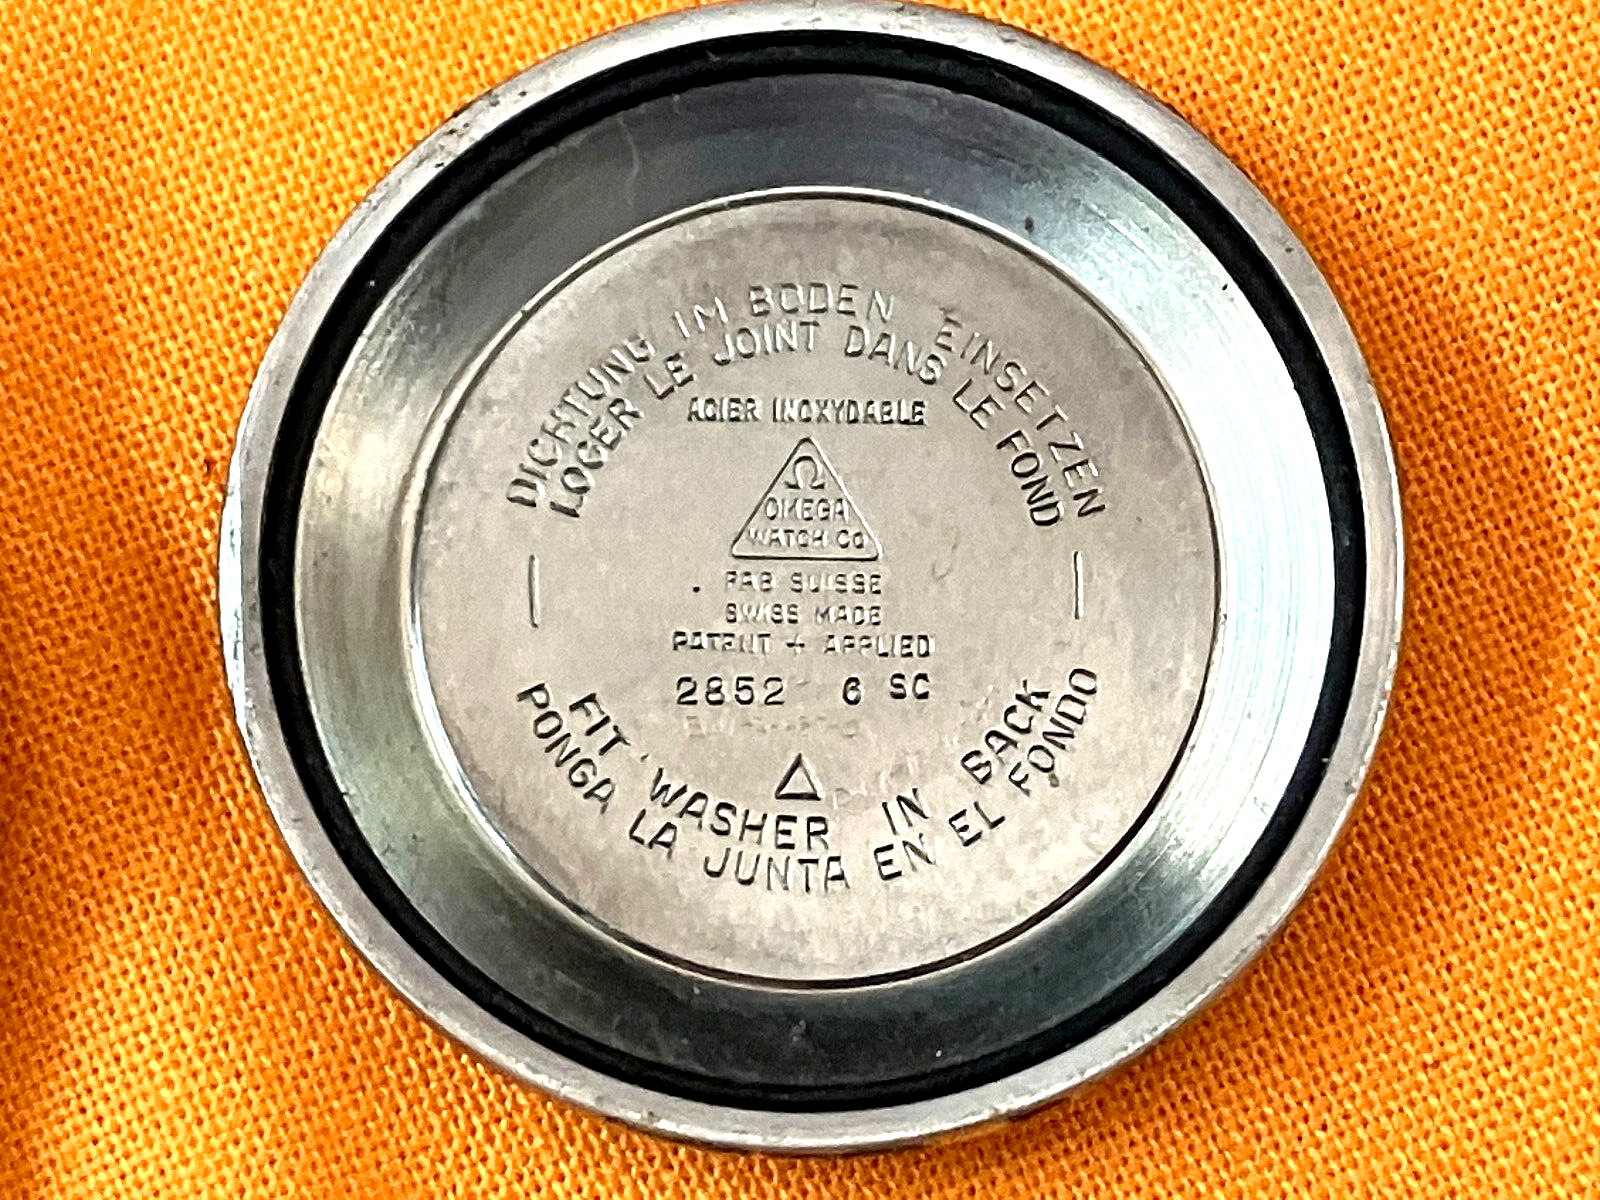 DICHTUNG IM BODEN EINSETZEN
LOGER LE JOINT DANS LE FOND
ACIER INOXYDABLE
Ω
OMEGA
WATCH Co
FAB SUISSE
SWISS MADE
PATENT + APPLIED
2852 6 SC
FIT WASHER IN BACK
PONGA LA JUNTA EN EL FONDO